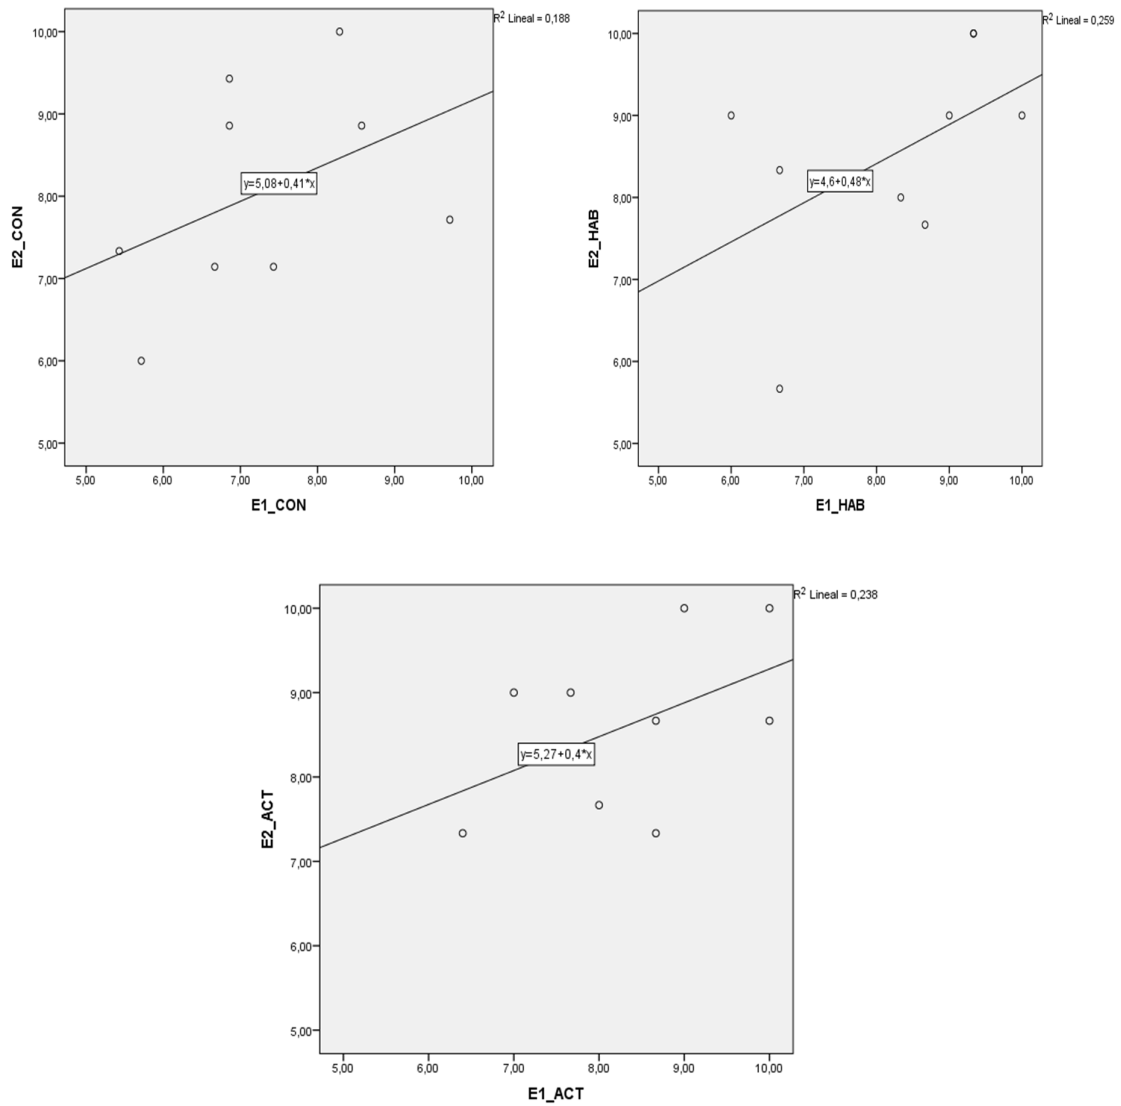 R² Lineal = 0,188
10,00
9,00
8,00
7,00
6,00
5,00
y=5,08+0,41*x
E2_CON
5,00 6,00 7,00 8,00 9,00 10,00
E1_CON
R² Lineal = 0,259
10,00
9,00
8,00
7,00
6,00
5,00
y=4,6+0,48*x
E2_HAB
5,00 6,00 7,00 8,00 9,00 10,00
E1_HAB
R² Lineal = 0,238
10,00
9,00
8,00
7,00
6,00
5,00
y=5,27+0,4*x
E2_ACT
5,00 6,00 7,00 8,00 9,00 10,00
E1_ACT